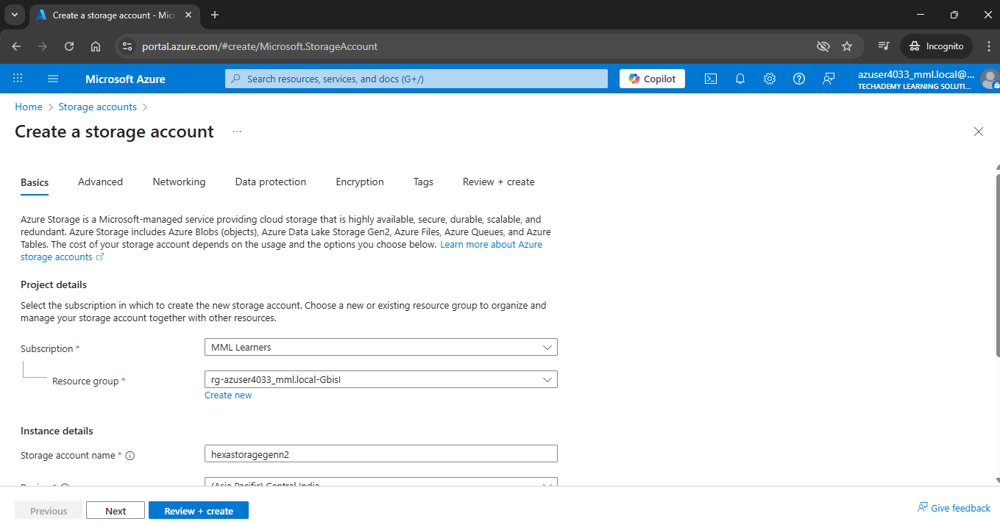 Create a storage account - Mic
portal.azure.com/#create/Microsoft.StorageAccount
Incognito
Microsoft Azure
Search resources, services, and docs (G+/)
Copilot
azuser4033_mml.local@...
TECHADEMY LEARNING SOLUTI...
Home > Storage accounts >
Create a storage account ...
Basics Advanced Networking Data protection Encryption Tags Review + create
Azure Storage is a Microsoft-managed service providing cloud storage that is highly available, secure, durable, scalable, and
redundant. Azure Storage includes Azure Blobs (objects), Azure Data Lake Storage Gen2, Azure Files, Azure Queues, and Azure
Tables. The cost of your storage account depends on the usage and the options you choose below. Learn more about Azure
storage accounts
Project details
Select the subscription in which to create the new storage account. Choose a new or existing resource group to organize and
manage your storage account together with other resources.
Subscription * MML Learners
Resource group * rg-azuser4033_mml.local-GbisI
Create new
Instance details
Storage account name * hexastoragegenn2
Region * (Asia Pacific) Central India
Previous Next Review + create
Give feedback